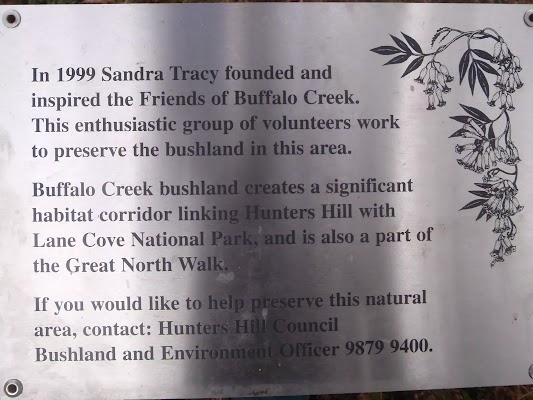 In 1999 Sandra Tracy founded and
inspired the Friends of Buffalo Creek.
This enthusiastic group of volunteers work
to preserve the bushland in this area.
Buffalo Creek bushland creates a significant
habitat corridor linking Hunters Hill with
Lane Cove National Park, and is also a part of
the Great North Walk.
If you would like to help preserve this natural
area, contact: Hunters Hill Council
Bushland and Environment Officer 9879 9400.